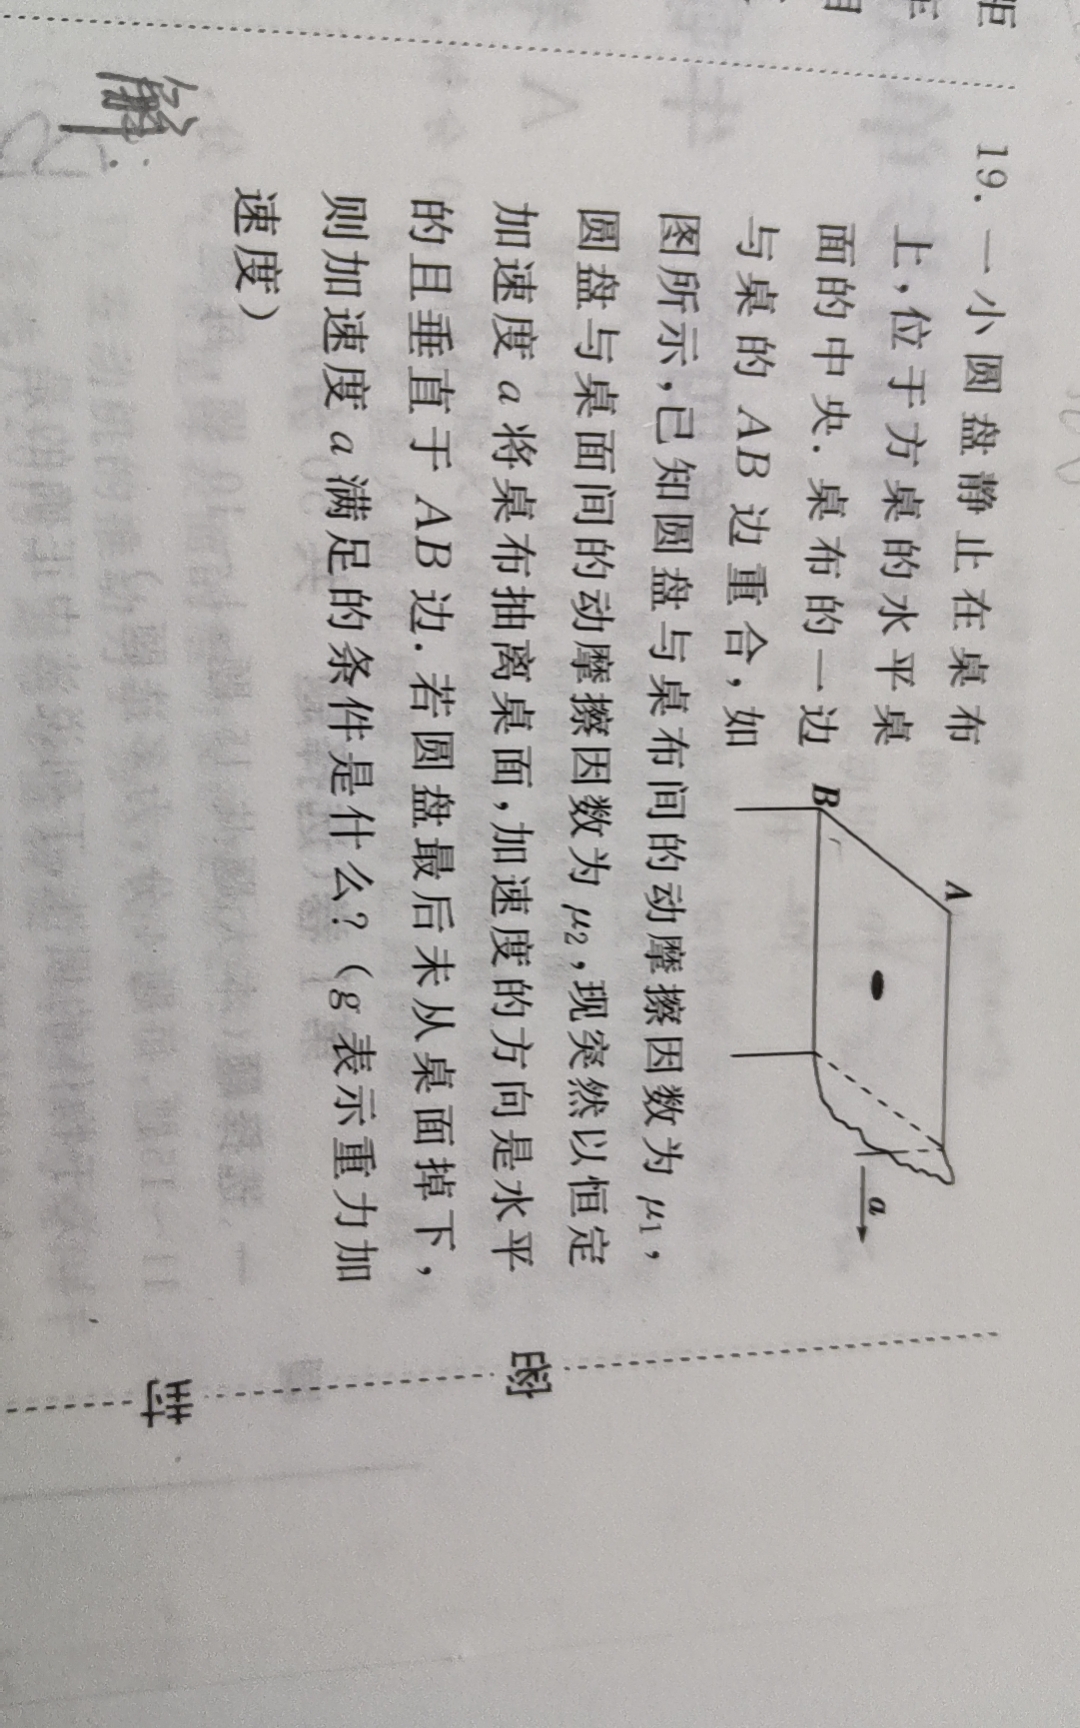 19. 一小圆盘静止在桌布
上,位于方桌的水平桌
面的中央. 桌布的一边
与桌的 AB 边重合,如
图所示,已知圆盘与桌布间的动摩擦因数为 μ₁,
圆盘与桌面间的动摩擦因数为 μ₂,现突然以恒定
加速度 a 将桌布抽离桌面,加速度的方向是水平
的且垂直于 AB 边. 若圆盘最后未从桌面掉下,
则加速度 a 满足的条件是什么?(g 表示重力加
速度)
A
B
a
解:
密
封
距